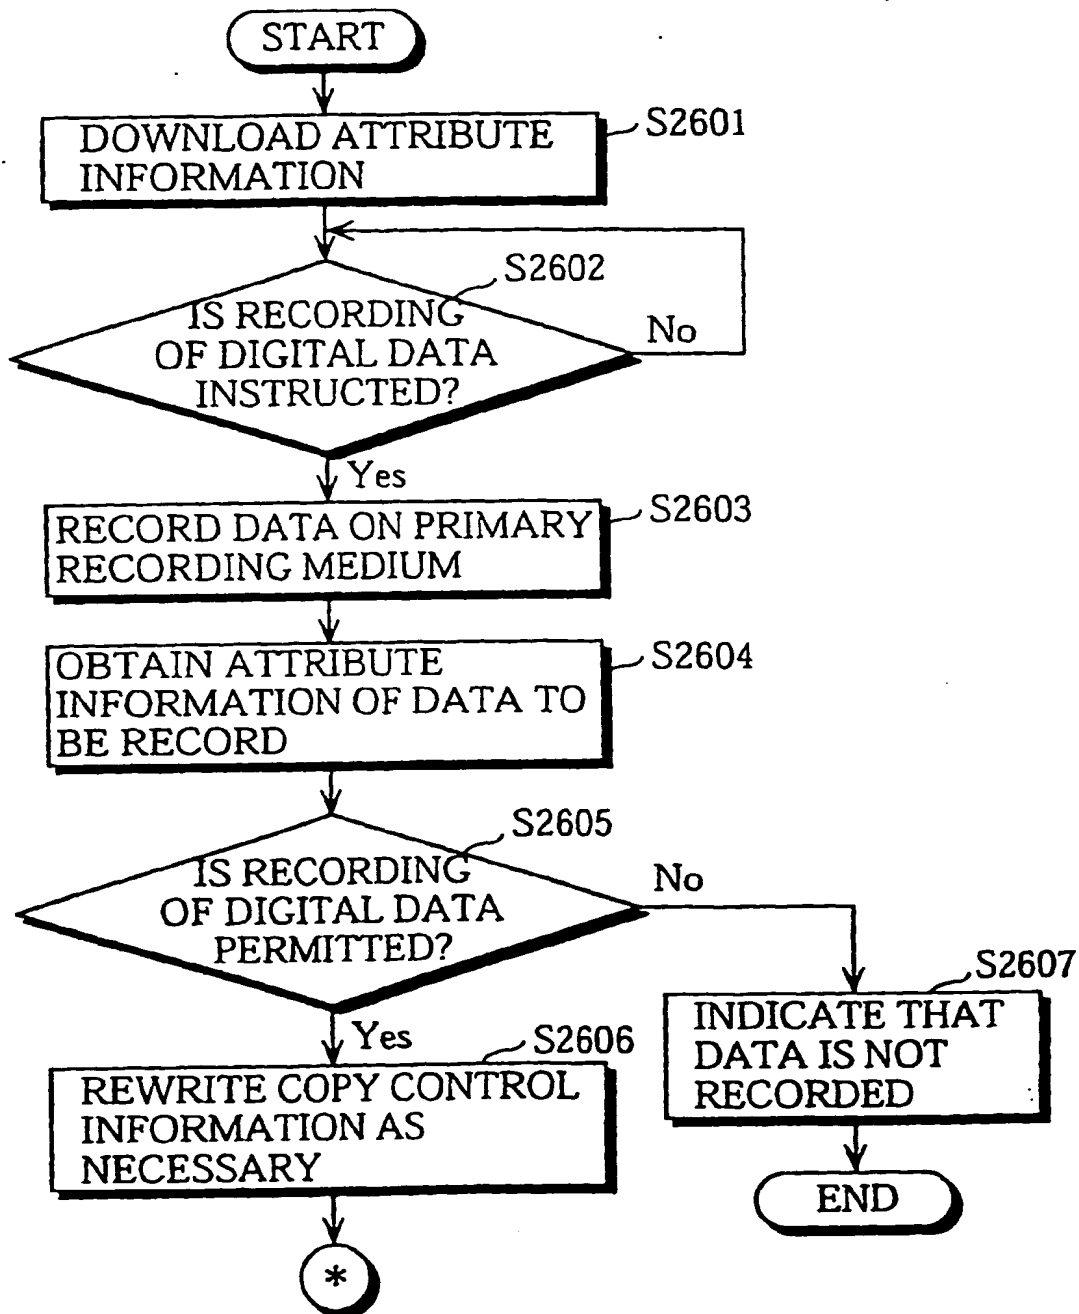 START
DOWNLOAD ATTRIBUTE
INFORMATION
S2601
S2602
IS RECORDING
OF DIGITAL DATA
INSTRUCTED?
No
Yes
RECORD DATA ON PRIMARY
RECORDING MEDIUM
S2603
OBTAIN ATTRIBUTE
INFORMATION OF DATA TO
BE RECORD
S2604
S2605
IS RECORDING
OF DIGITAL DATA
PERMITTED?
No
Yes
S2606
REWRITE COPY CONTROL
INFORMATION AS
NECESSARY
S2607
INDICATE THAT
DATA IS NOT
RECORDED
END
*